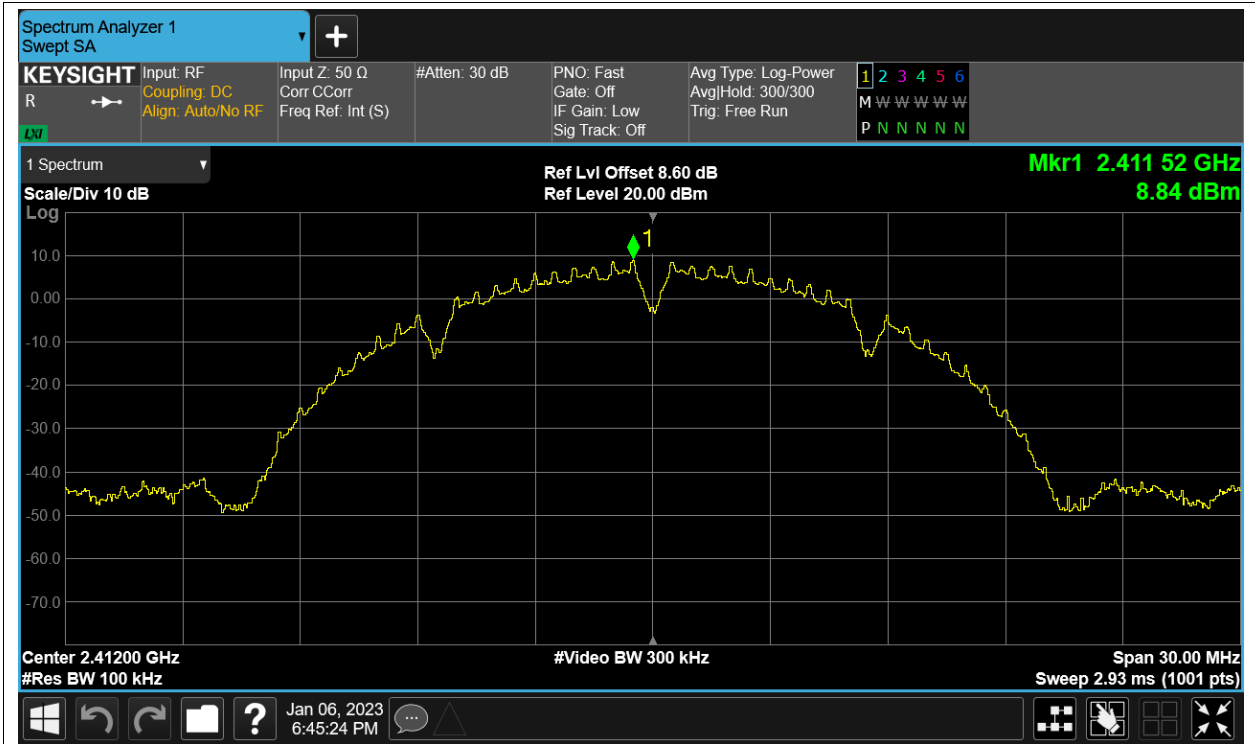 Spectrum Analyzer 1
Swept SA
+
KEYSIGHT
R
LXI
Input: RF
Coupling: DC
Align: Auto/No RF
Input Z: 50 Ω
Corr CCorr
Freq Ref: Int (S)
#Atten: 30 dB
PNO: Fast
Gate: Off
IF Gain: Low
Sig Track: Off
Avg Type: Log-Power
Avg|Hold: 300/300
Trig: Free Run
1 2 3 4 5 6
M W W W W W
P N N N N N
1 Spectrum
Scale/Div 10 dB
Log
Ref Lvl Offset 8.60 dB
Ref Level 20.00 dBm
Mkr1 2.411 52 GHz
8.84 dBm
1
10.0
0.00
-10.0
-20.0
-30.0
-40.0
-50.0
-60.0
-70.0
Center 2.41200 GHz
#Res BW 100 kHz
#Video BW 300 kHz
Span 30.00 MHz
Sweep 2.93 ms (1001 pts)
?
Jan 06, 2023
6:45:24 PM